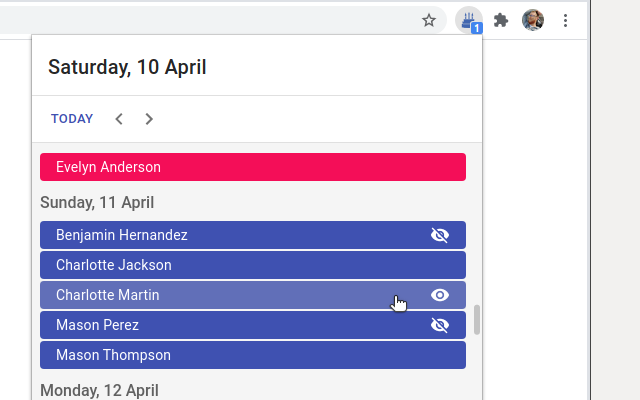 1
Saturday, 10 April
TODAY
Evelyn Anderson
Sunday, 11 April
Benjamin Hernandez
Charlotte Jackson
Charlotte Martin
Mason Perez
Mason Thompson
Monday, 12 April